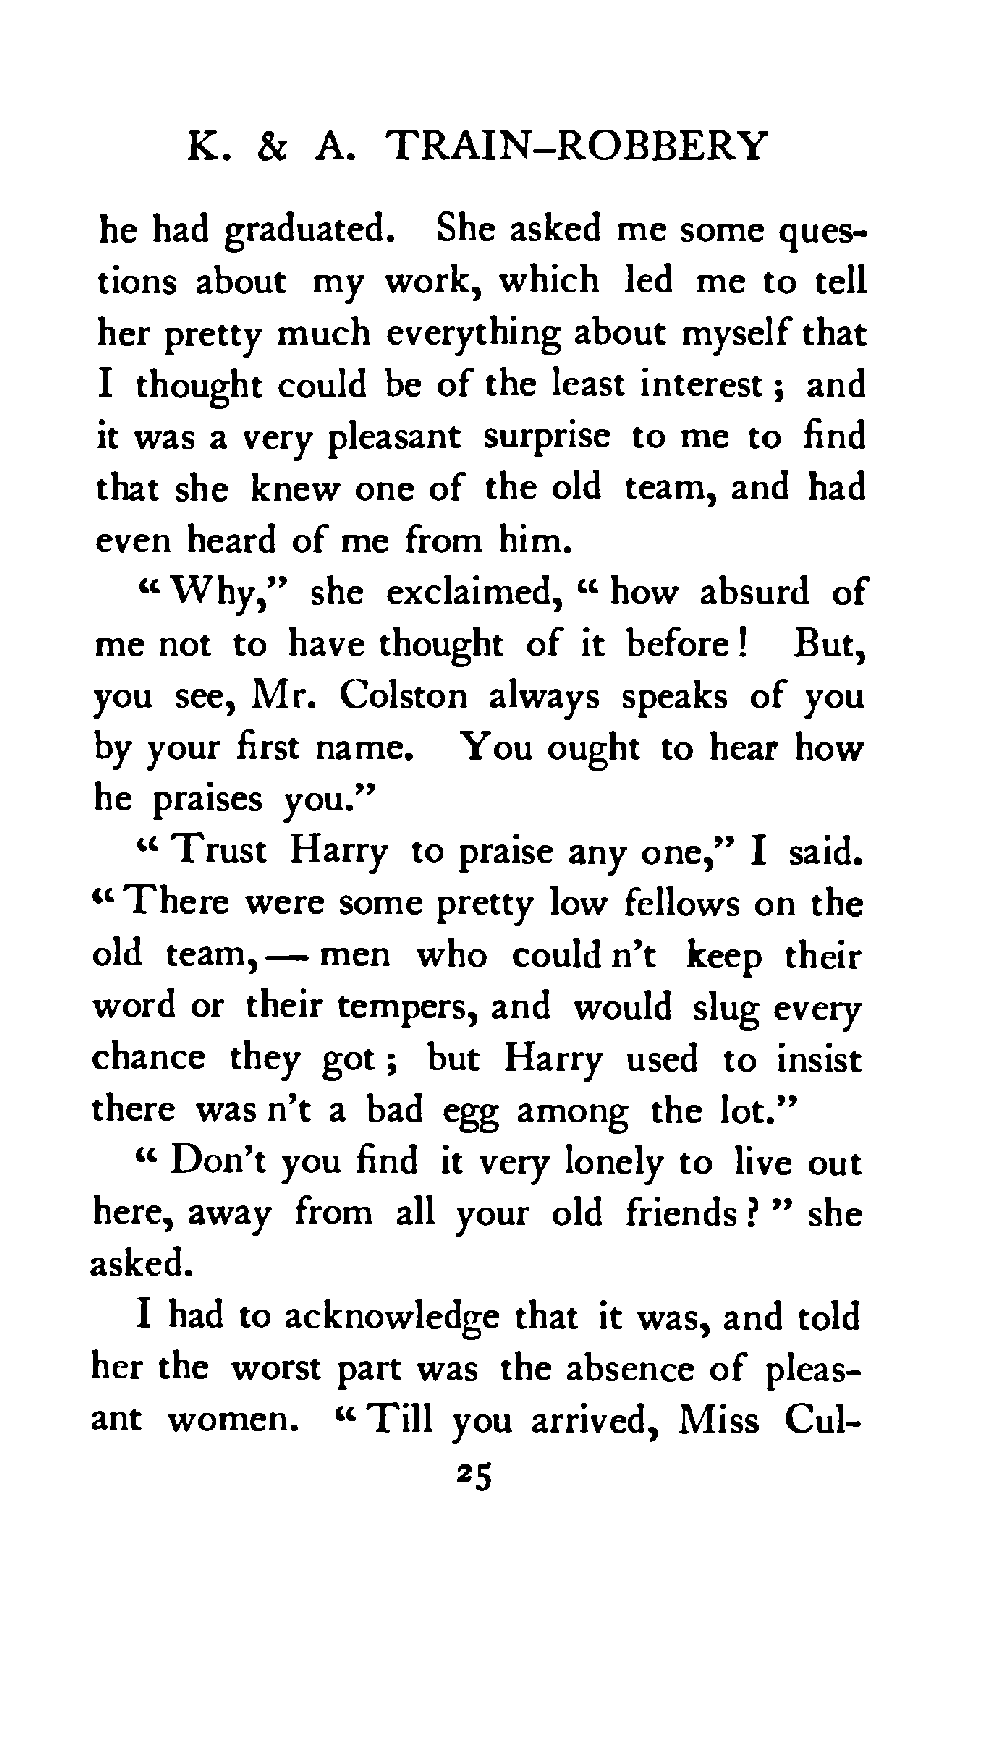 K. & A. TRAIN-ROBBERY
he had graduated. She asked me some ques-
tions about my work, which led me to tell
her pretty much everything about myself that
I thought could be of the least interest ; and
it was a very pleasant surprise to me to find
that she knew one of the old team, and had
even heard of me from him.
“ Why,” she exclaimed, “ how absurd of
me not to have thought of it before ! But,
you see, Mr. Colston always speaks of you
by your first name. You ought to hear how
he praises you.”
“ Trust Harry to praise any one,” I said.
“ There were some pretty low fellows on the
old team, — men who could n’t keep their
word or their tempers, and would slug every
chance they got ; but Harry used to insist
there was n’t a bad egg among the lot.”
“ Don’t you find it very lonely to live out
here, away from all your old friends ? ” she
asked.
I had to acknowledge that it was, and told
her the worst part was the absence of pleas-
ant women. “ Till you arrived, Miss Cul-
25